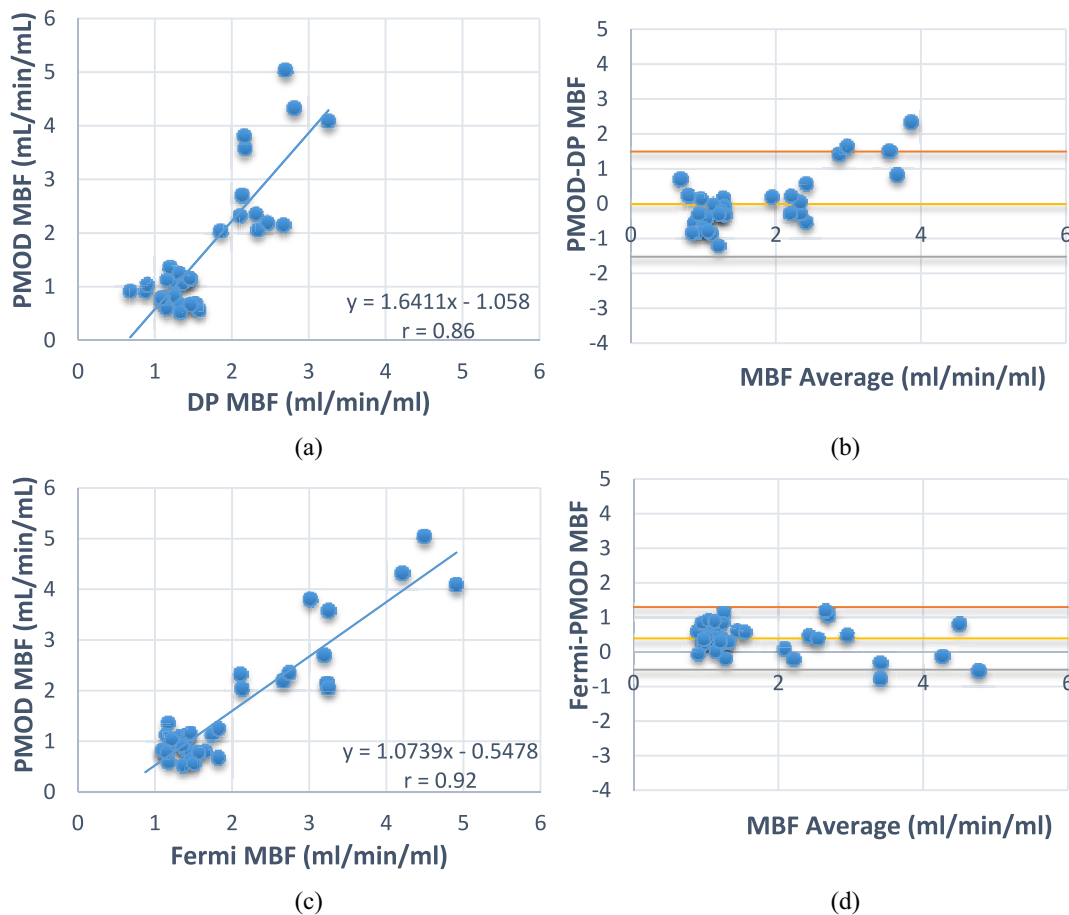 6
5
4
3
2
1
0
PMOD MBF (mL/min/mL)
y = 1.6411x - 1.058
r = 0.86
0 1 2 3 4 5 6
DP MBF (ml/min/ml)
(a)
5
4
3
2
1
0
-1
-2
-3
-4
PMOD-DP MBF
0 2 4 6
MBF Average (ml/min/ml)
(b)
6
5
4
3
2
1
0
PMOD MBF (mL/min/mL)
y = 1.0739x - 0.5478
r = 0.92
0 1 2 3 4 5 6
Fermi MBF (ml/min/ml)
(c)
5
4
3
2
1
0
-1
-2
-3
-4
Fermi-PMOD MBF
0 2 4 6
MBF Average (ml/min/ml)
(d)